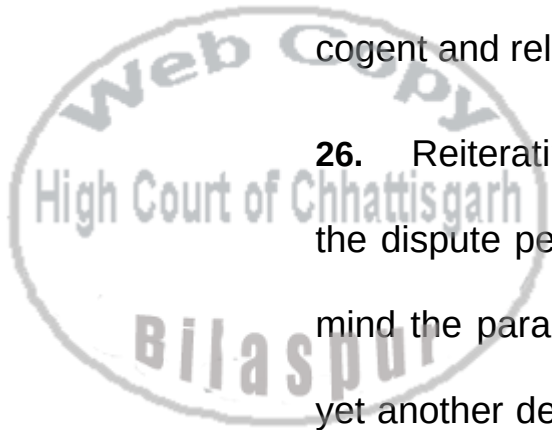 Web Copy
High Court of Chhattisgarh
Bilaspur
cogent and rel
26. Reiterati
the dispute pe
mind the para
yet another de